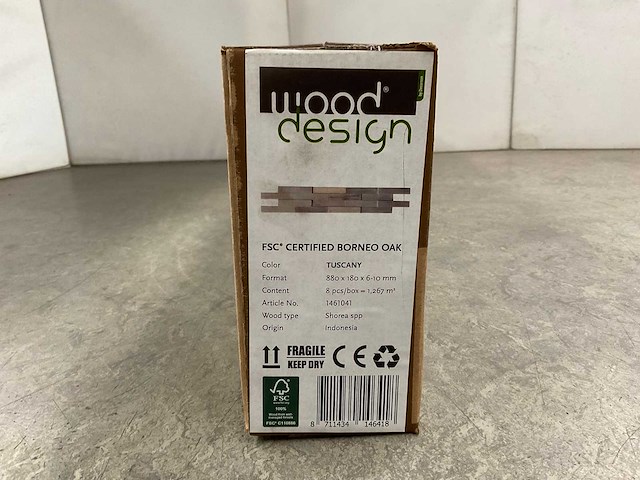 wood®
design
FSC® CERTIFIED BORNEO OAK
Color TUSCANY
Format 880 x 180 x 6-10 mm
Content 8 pcs/box = 1,267 m²
Article No. 1461041
Wood type Shorea spp
Origin Indonesia
FRAGILE
KEEP DRY
CE
FSC
100%
FSC® C110886
8 711434 146418